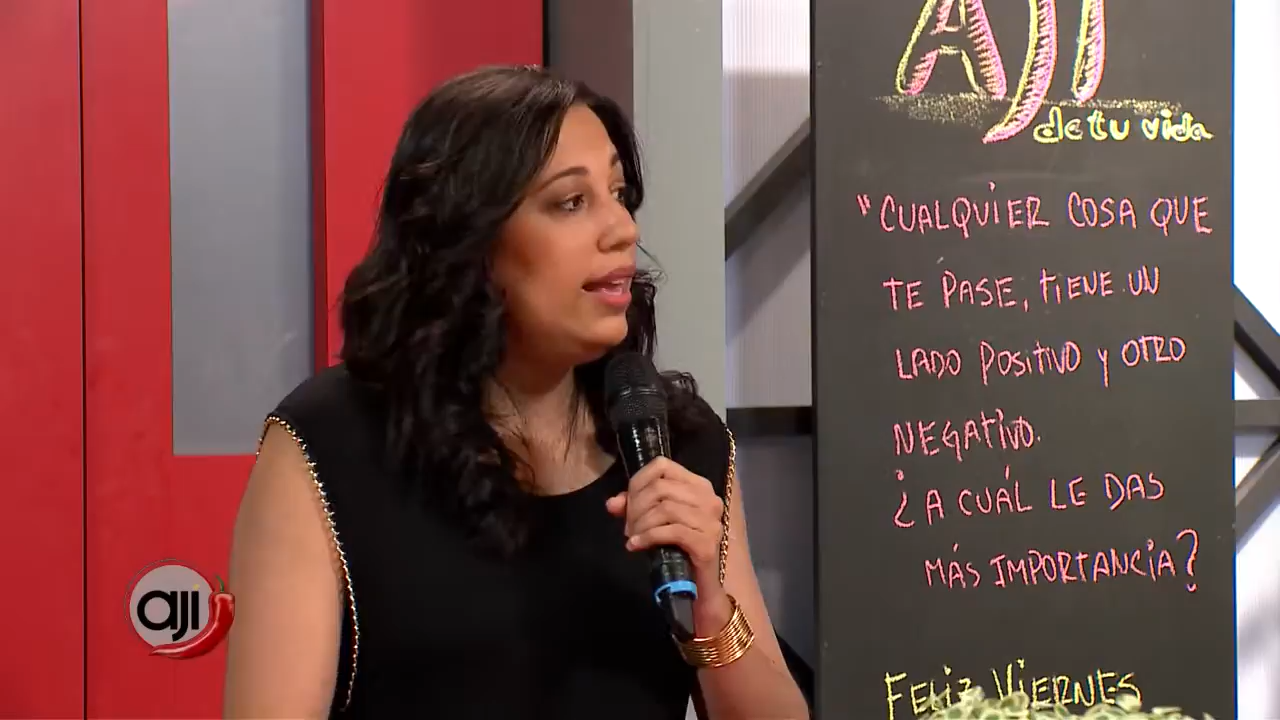 AJI
de tu vida
"CUALQUIER COSA QUE
TE PASE, TIENE UN
LADO POSITIVO Y OTRO
NEGATIVO.
¿A CUÁL LE DAS
MÁS IMPORTANCIA?
FELIZ VIERNES
aji